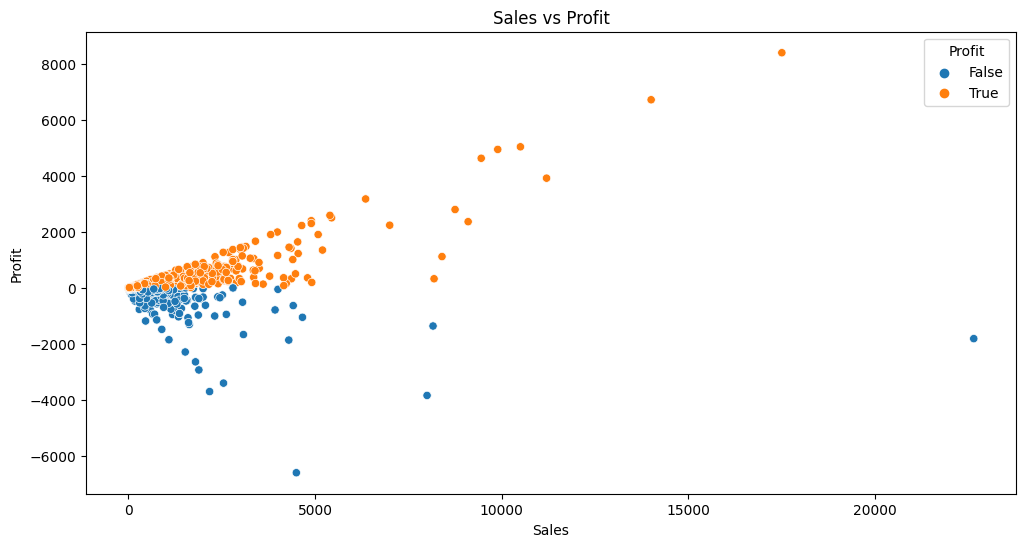 Sales vs Profit
Profit
False
True
8000
6000
4000
2000
0
−2000
−4000
−6000
Profit
0
5000
10000
15000
20000
Sales